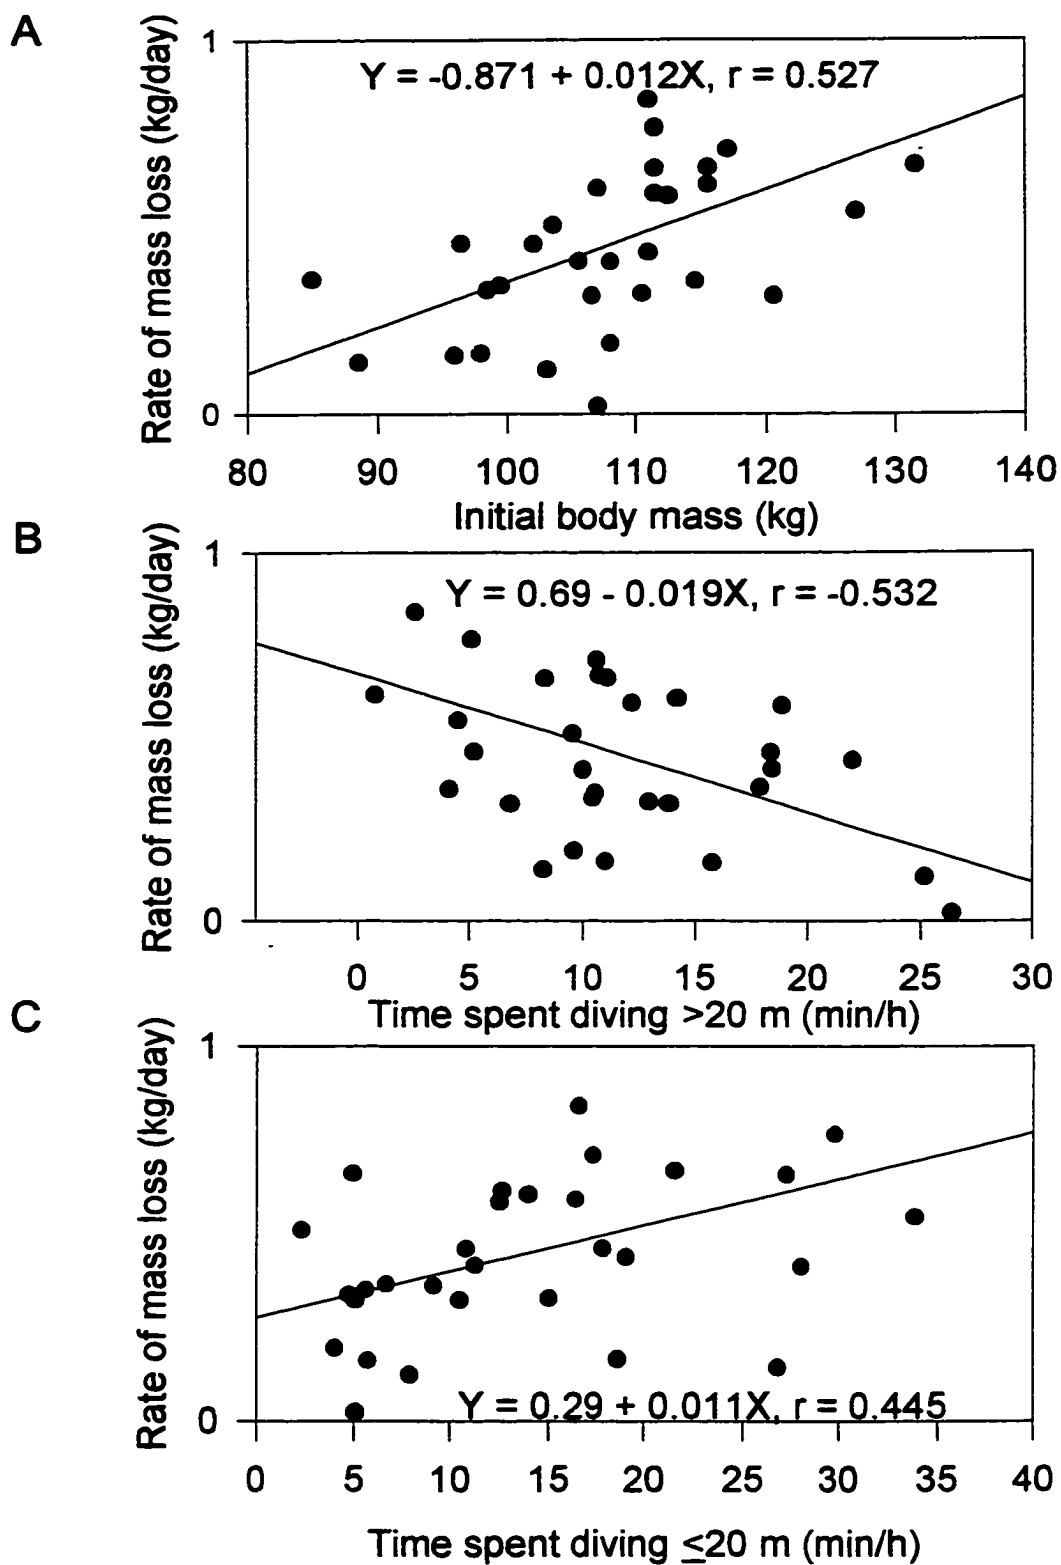 A
Rate of mass loss (kg/day)
1
0
Y = -0.871 + 0.012X, r = 0.527
80 90 100 110 120 130 140
Initial body mass (kg)
B
Rate of mass loss (kg/day)
1
0
Y = 0.69 - 0.019X, r = -0.532
0 5 10 15 20 25 30
Time spent diving >20 m (min/h)
C
Rate of mass loss (kg/day)
1
0
Y = 0.29 + 0.011X, r = 0.445
0 5 10 15 20 25 30 35 40
Time spent diving ≤20 m (min/h)